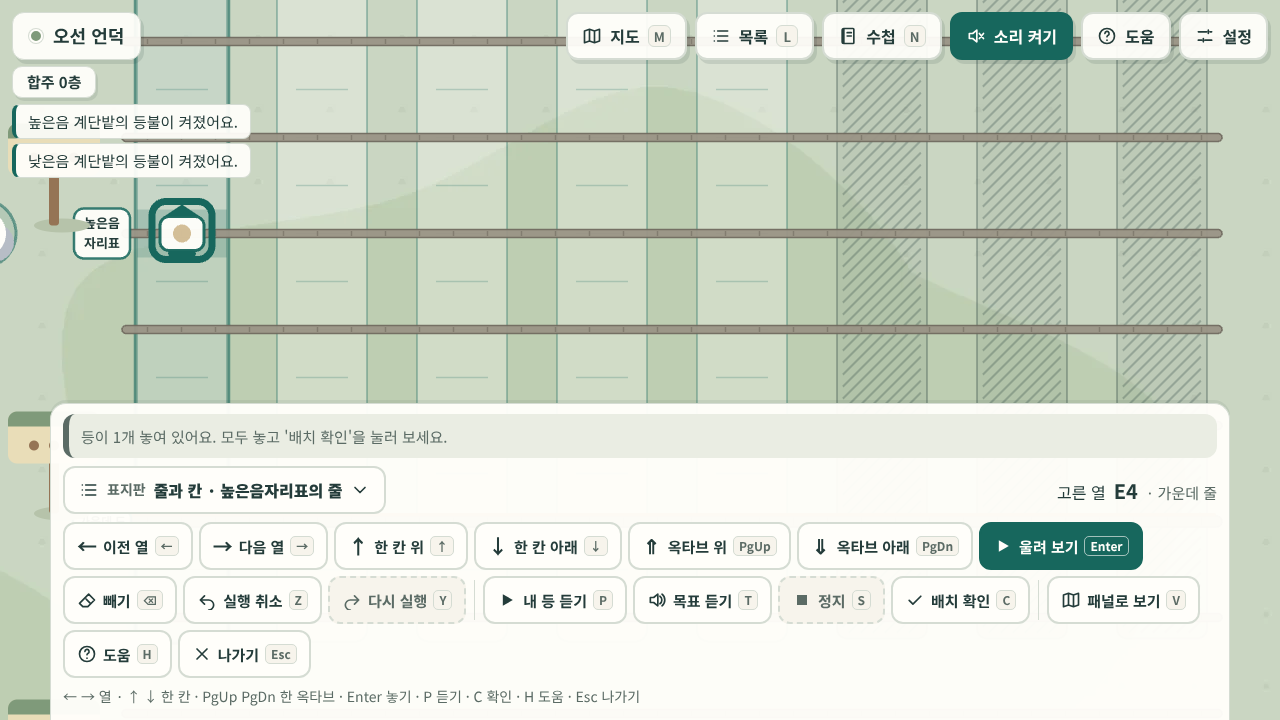 오선 언덕
지도 M
목록 L
수첩 N
소리 켜기
도움
설정
합주 0층
높은음 계단밭의 등불이 켜졌어요.
낮은음 계단밭의 등불이 켜졌어요.
높은음
자리표
등이 1개 놓여 있어요. 모두 놓고 '배치 확인'을 눌러 보세요.
표지판 줄과 칸 · 높은음자리표의 줄
고른 열 E4 · 가운데 줄
← 이전 열 ←
→ 다음 열 →
↑ 한 칸 위 ↑
↓ 한 칸 아래 ↓
⇑ 옥타브 위 PgUp
⇓ 옥타브 아래 PgDn
울려 보기 Enter
빼기 ⌫
실행 취소 Z
다시 실행 Y
내 등 듣기 P
목표 듣기 T
정지 S
배치 확인 C
패널로 보기 V
도움 H
나가기 Esc
← → 열 · ↑ ↓ 한 칸 · PgUp PgDn 한 옥타브 · Enter 놓기 · P 듣기 · C 확인 · H 도움 · Esc 나가기